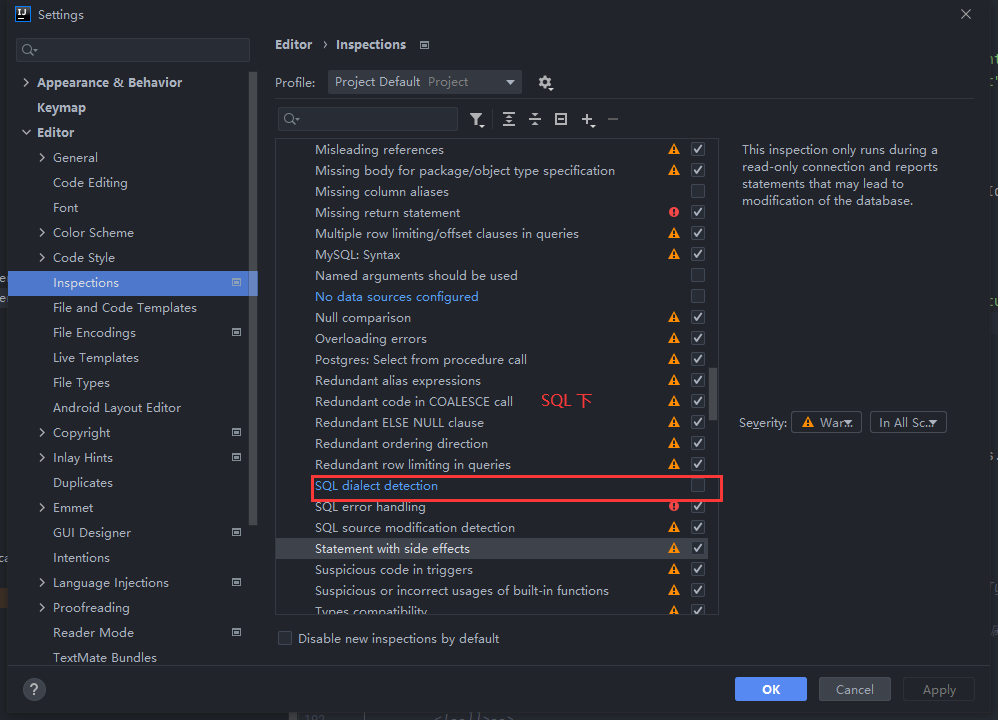 Settings
Appearance & Behavior
Keymap
Editor
General
Code Editing
Font
Color Scheme
Code Style
Inspections
File and Code Templates
File Encodings
Live Templates
File Types
Android Layout Editor
Copyright
Inlay Hints
Duplicates
Emmet
GUI Designer
Intentions
Language Injections
Proofreading
Reader Mode
TextMate Bundles
Editor › Inspections
Profile: Project Default Project
Misleading references
Missing body for package/object type specification
Missing column aliases
Missing return statement
Multiple row limiting/offset clauses in queries
MySQL: Syntax
Named arguments should be used
No data sources configured
Null comparison
Overloading errors
Postgres: Select from procedure call
Redundant alias expressions
Redundant code in COALESCE call
SQL 下
Redundant ELSE NULL clause
Redundant ordering direction
Redundant row limiting in queries
SQL dialect detection
SQL error handling
SQL source modification detection
Statement with side effects
Suspicious code in triggers
Suspicious or incorrect usages of built-in functions
Types compatibility
Disable new inspections by default
This inspection only runs during a
read-only connection and reports
statements that may lead to
modification of the database.
Severity: War In All Sc..
?
OK Cancel Apply